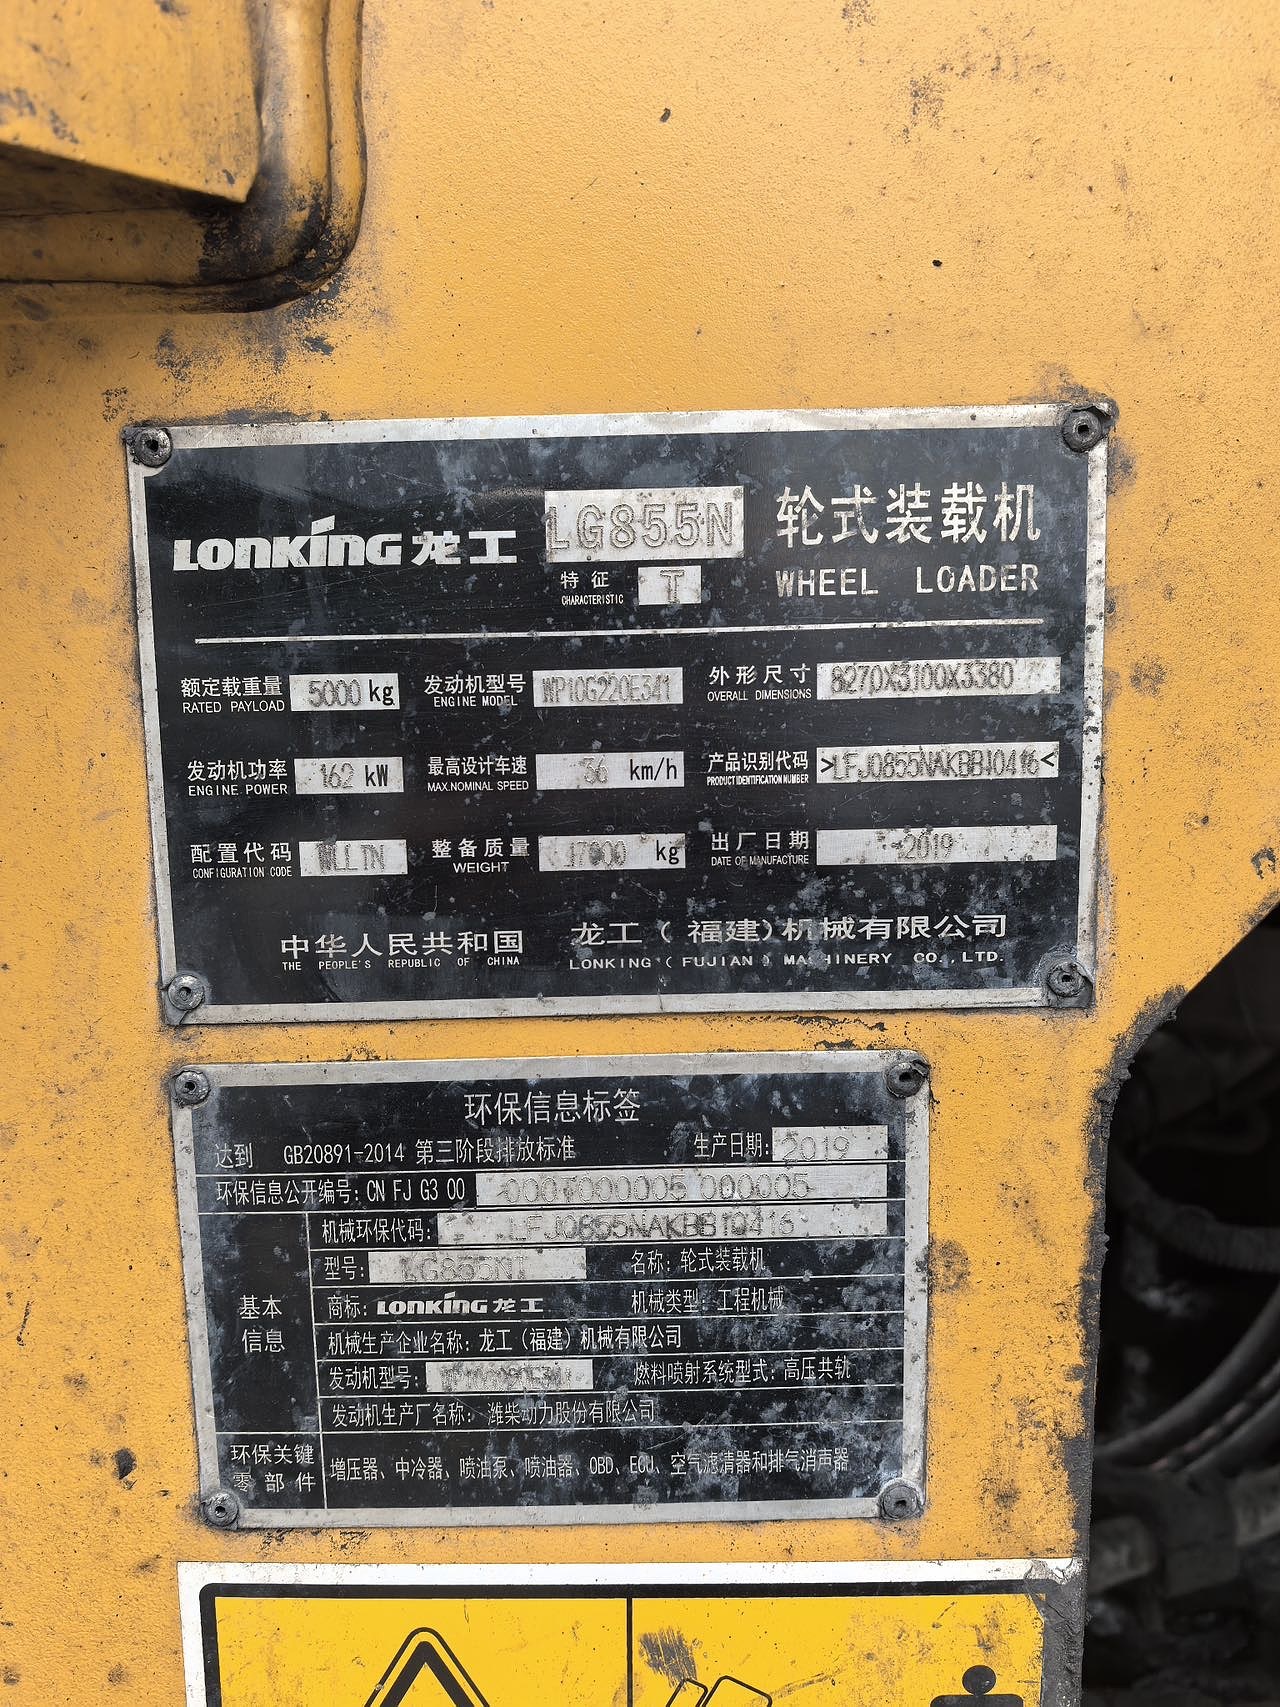 LONKING 龙工 LG855N 轮式装载机
特征 T WHEEL LOADER
CHARACTERISTIC
额定载重量 5000 kg 发动机型号 WP10G220E341 外形尺寸 8270X3100X3380
RATED PAYLOAD ENGINE MODEL OVERALL DIMENSIONS
发动机功率 162 kW 最高设计车速 36 km/h 产品识别代码 >LFJ0855NAKBB10416<
ENGINE POWER MAX.NOMINAL SPEED PRODUCT IDENTIFICATION NUMBER
配置代码 WLLTN 整备质量 17000 kg 出厂日期 2019
CONFIGURATION CODE WEIGHT DATE OF MANUFACTURE
中华人民共和国 龙工(福建)机械有限公司
THE PEOPLE'S REPUBLIC OF CHINA LONKING (FUJIAN) MACHINERY CO.,LTD.
环保信息标签
达到 GB20891-2014 第三阶段排放标准 生产日期: 2019
环保信息公开编号: CN FJ G3 00 000005 000005
机械环保代码: LFJ0855NAKBB10416
型号: LG855NT 名称: 轮式装载机
基本信息
商标: LONKING 龙工 机械类型: 工程机械
机械生产企业名称: 龙工(福建)机械有限公司
发动机型号: 燃料喷射系统型式: 高压共轨
发动机生产厂名称: 潍柴动力股份有限公司
环保关键零部件 增压器、中冷器、喷油泵、喷油器、OBD、ECU、空气滤清器和排气消声器